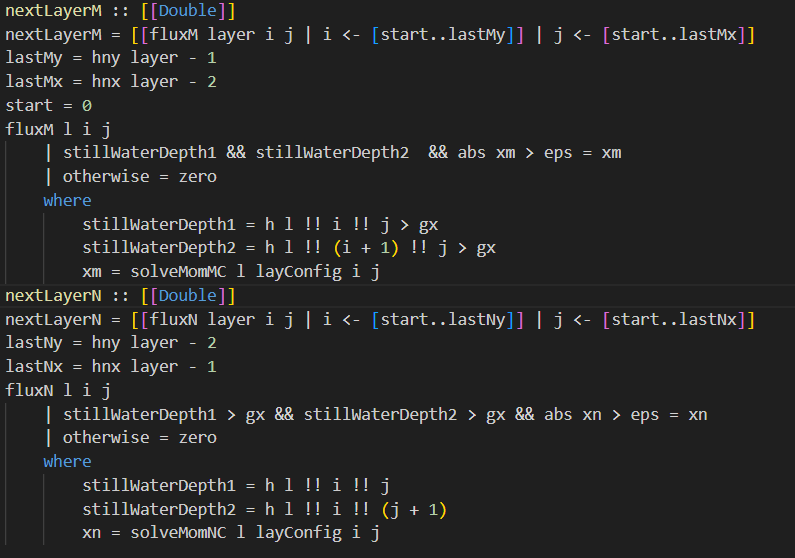 nextLayerM :: [[Double]]
nextLayerM = [[fluxM layer i j | i <- [start..lastMy]] | j <- [start..lastMx]]
lastMy = hny layer - 1
lastMx = hnx layer - 2
start = 0
fluxM l i j
    | stillWaterDepth1 && stillWaterDepth2  && abs xm > eps = xm
    | otherwise = zero
    where
        stillWaterDepth1 = h l !! i !! j > gx
        stillWaterDepth2 = h l !! (i + 1) !! j > gx
        xm = solveMomMC l layConfig i j
nextLayerN :: [[Double]]
nextLayerN = [[fluxN layer i j | i <- [start..lastNy]] | j <- [start..lastNx]]
lastNy = hny layer - 2
lastNx = hnx layer - 1
fluxN l i j
    | stillWaterDepth1 > gx && stillWaterDepth2 > gx && abs xn > eps = xn
    | otherwise = zero
    where
        stillWaterDepth1 = h l !! i !! j
        stillWaterDepth2 = h l !! i !! (j + 1)
        xn = solveMomNC l layConfig i j